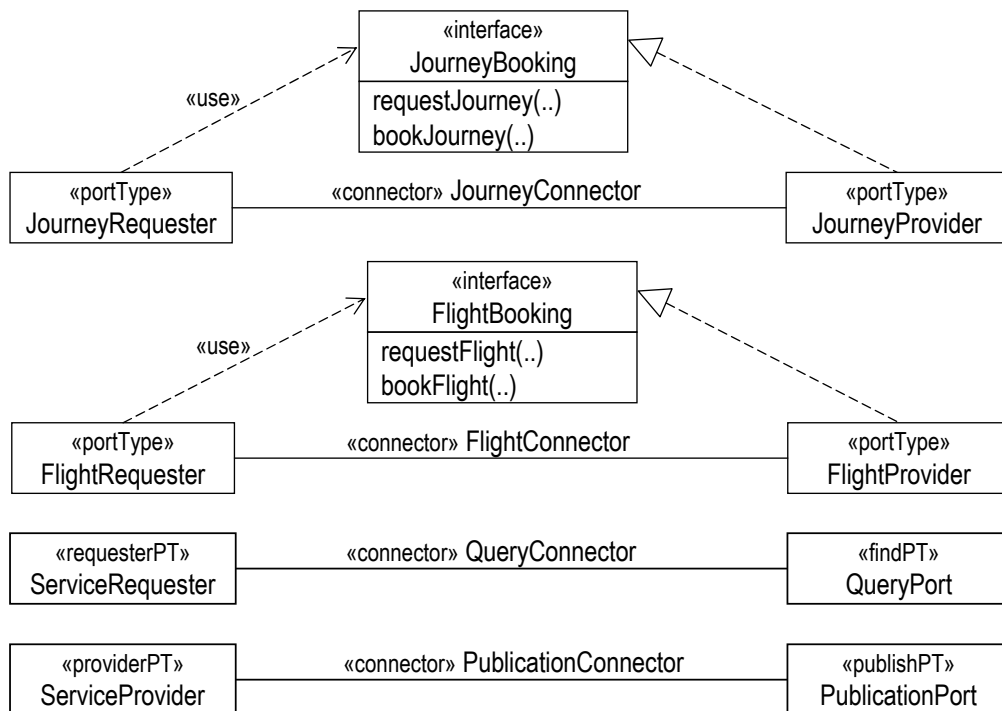 «interface»
JourneyBooking
requestJourney(..)
bookJourney(..)
«use»
«portType»
JourneyRequester
«connector» JourneyConnector
«portType»
JourneyProvider
«interface»
FlightBooking
requestFlight(..)
bookFlight(..)
«use»
«portType»
FlightRequester
«connector» FlightConnector
«portType»
FlightProvider
«requesterPT»
ServiceRequester
«connector» QueryConnector
«findPT»
QueryPort
«providerPT»
ServiceProvider
«connector» PublicationConnector
«publishPT»
PublicationPort